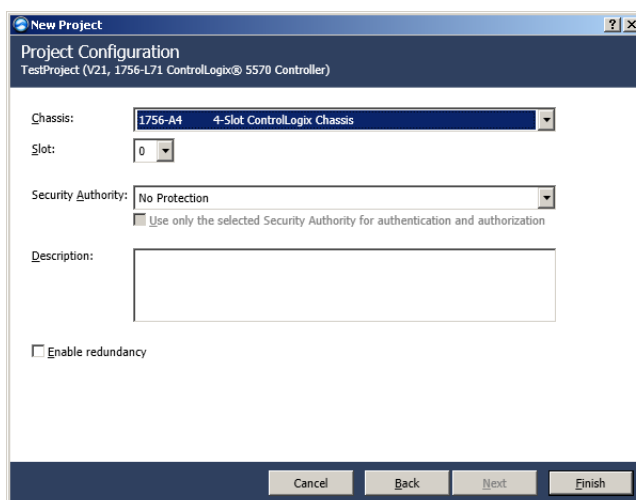 New Project
Project Configuration
TestProject (V21, 1756-L71 ControlLogix® 5570 Controller)
Chassis: 1756-A4 4-Slot ControlLogix Chassis
Slot: 0
Security Authority: No Protection
Use only the selected Security Authority for authentication and authorization
Description:
Enable redundancy
Cancel Back Next Finish